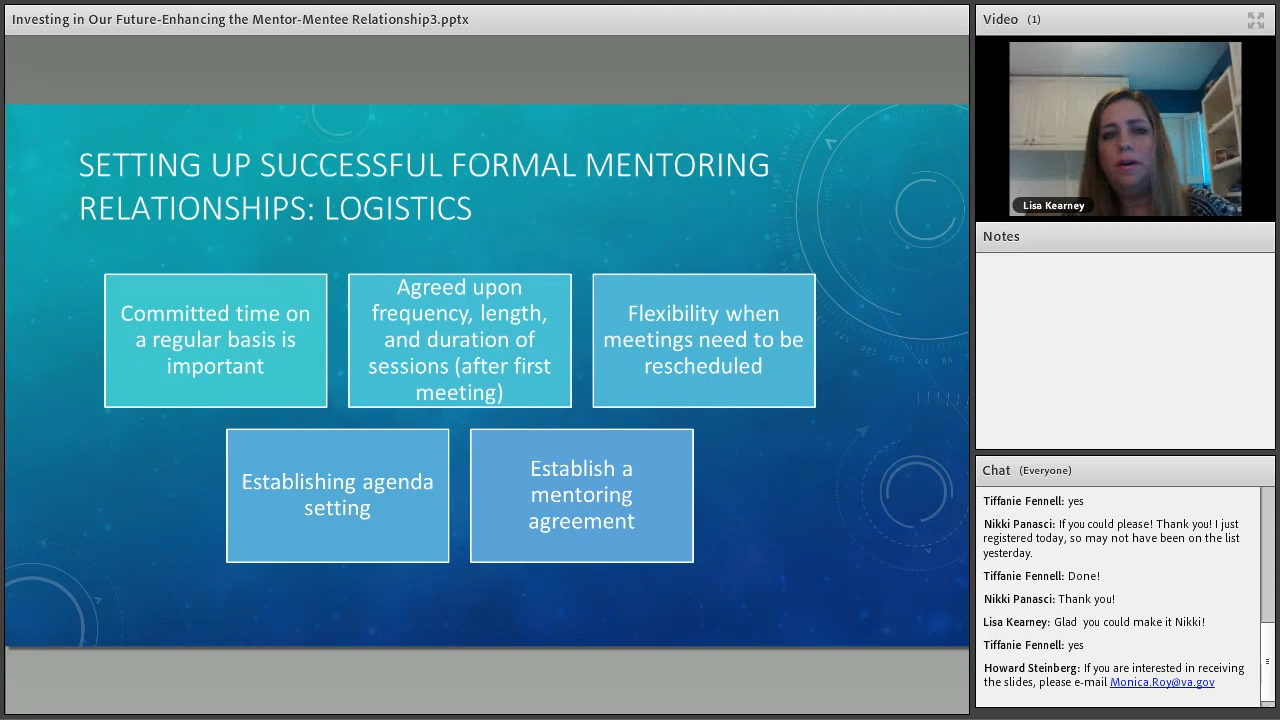 Investing in Our Future-Enhancing the Mentor-Mentee Relationship3.pptx
SETTING UP SUCCESSFUL FORMAL MENTORING
RELATIONSHIPS: LOGISTICS
Committed time on
a regular basis is
important
Agreed upon
frequency, length,
and duration of
sessions (after first
meeting)
Flexibility when
meetings need to be
rescheduled
Establishing agenda
setting
Establish a
mentoring
agreement
Video (1)
Lisa Kearney
Notes
Chat (Everyone)
Tiffanie Fennell: yes
Nikki Panasci: If you could please! Thank you! I just
registered today, so may not have been on the list
yesterday.
Tiffanie Fennell: Done!
Nikki Panasci: Thank you!
Lisa Kearney: Glad you could make it Nikki!
Tiffanie Fennell: yes
Howard Steinberg: If you are interested in receiving
the slides, please e-mail Monica.Roy@va.gov